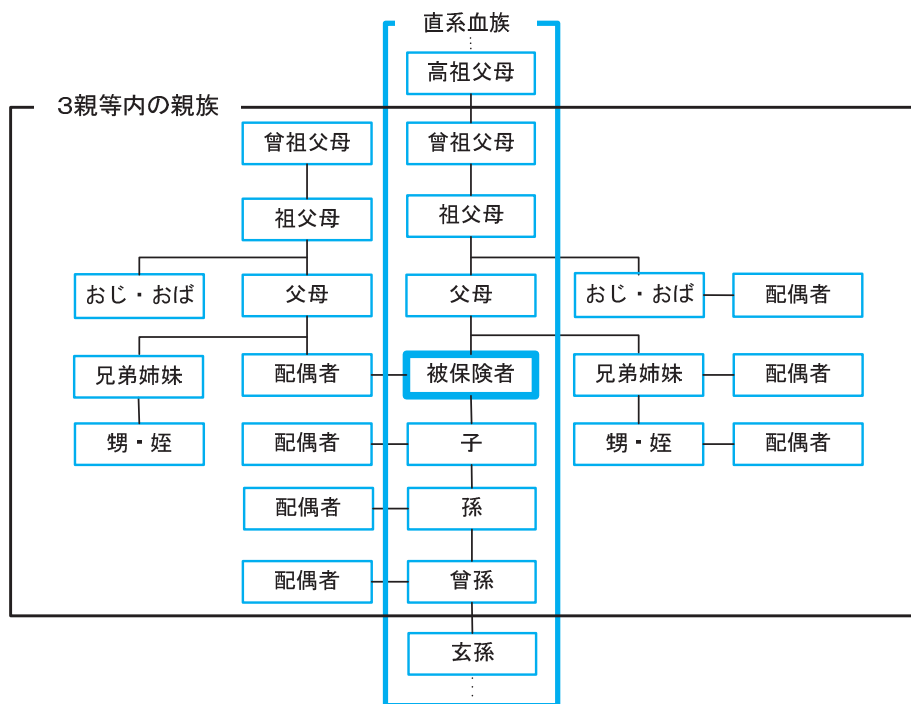 直系血族
高祖父母
3親等内の親族
曾祖父母
曾祖父母
祖父母
祖父母
おじ・おば
父母
父母
おじ・おば
配偶者
兄弟姉妹
配偶者
被保険者
兄弟姉妹
配偶者
甥・姪
配偶者
子
甥・姪
配偶者
配偶者
孫
配偶者
曾孫
玄孫